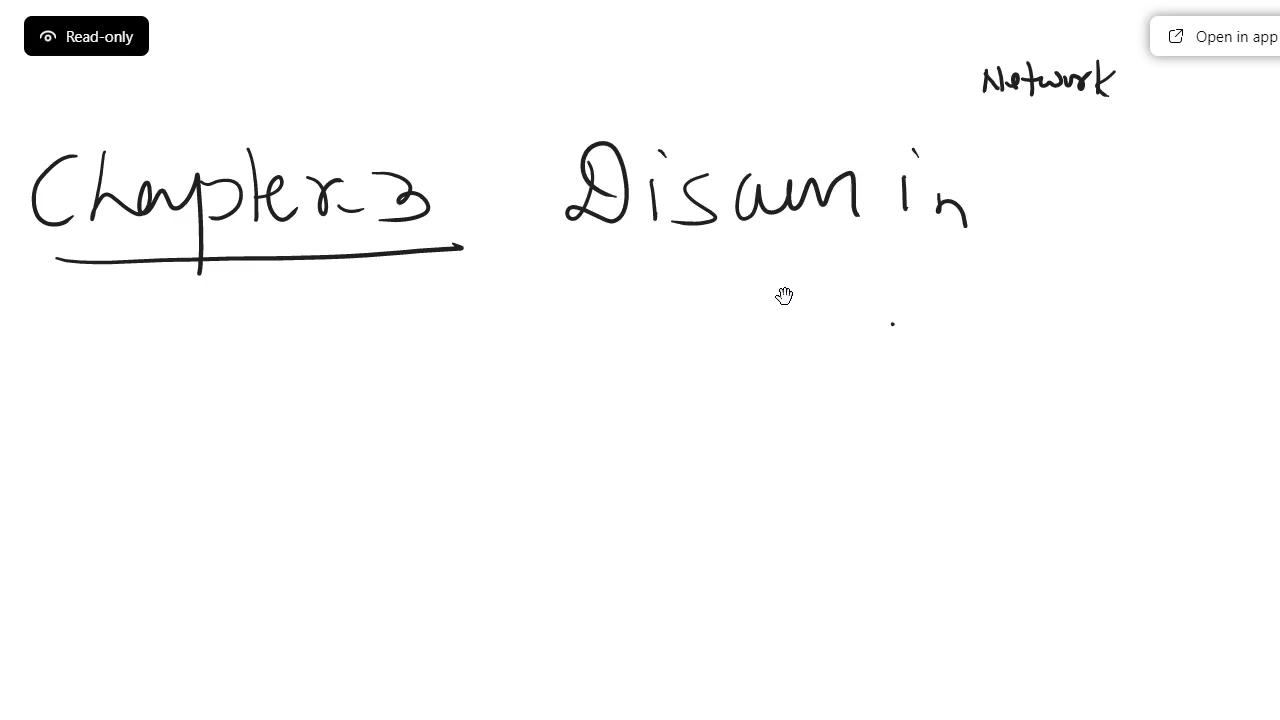 Read-only
Open in app
Network
Chapter-3 Disam in